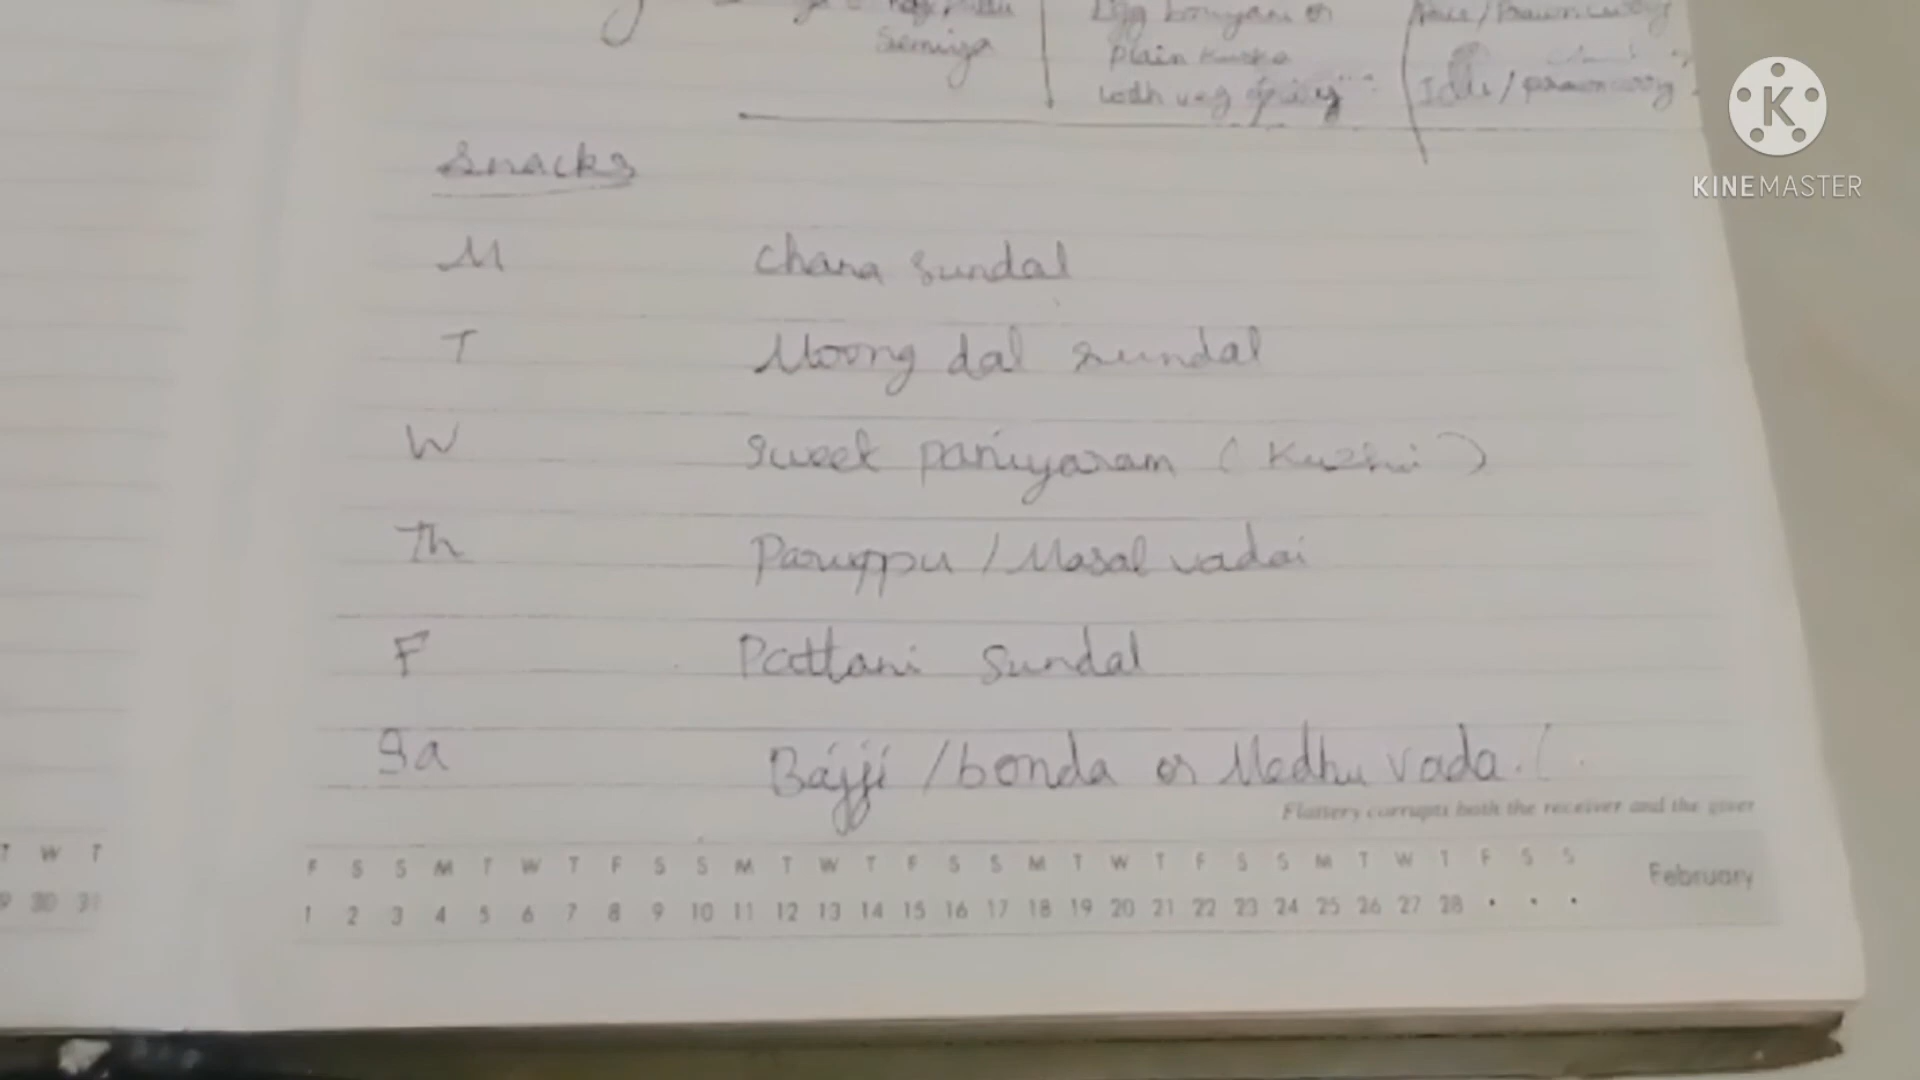 Semiya
Plain Kuska
Snacks
M chana sundal
T Moong dal sundal
W Sweet paniyaram (Kuzhi)
Th Paruppu / Masal vadai
F Pattani Sundal
Sa Bajji / bonda or Medhu vada. (
Flattery corrupts both the receiver and the giver
T W T
30
F S S M T W T F S S M T W T F S S M T W T F S S M T W T F S S
1 2 3 4 5 6 7 8 9 10 11 12 13 14 15 16 17 18 19 20 21 22 23 24 25 26 27 28 • • •
February
K
KINEMASTER